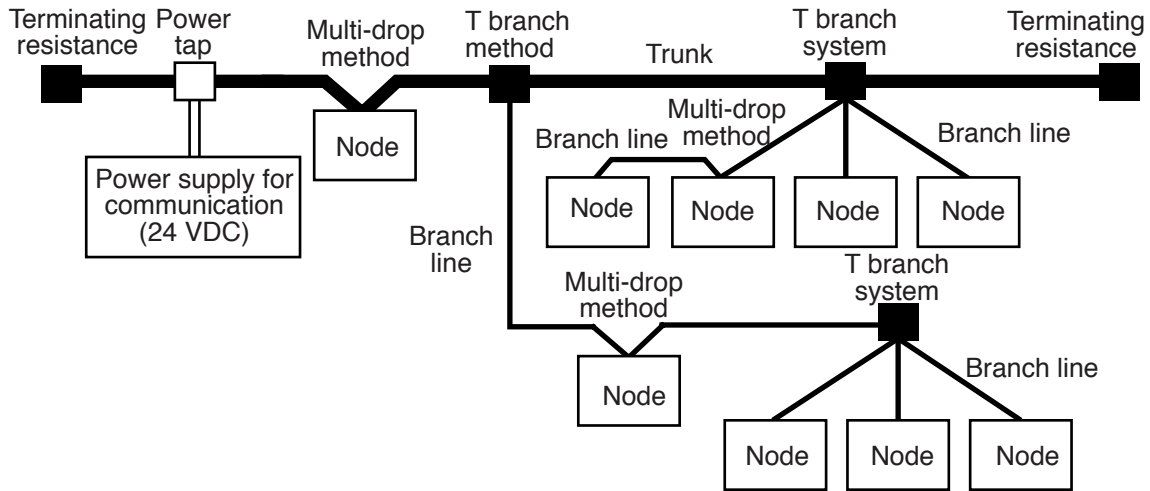 Terminating
resistance
Power
tap
Multi-drop
method
T branch
method
Trunk
T branch
system
Terminating
resistance
Node
Power supply for
communication
(24 VDC)
Branch line
Multi-drop
method
Branch line
Node
Node
Node
Node
Branch
line
Multi-drop
method
T branch
system
Node
Branch line
Node
Node
Node